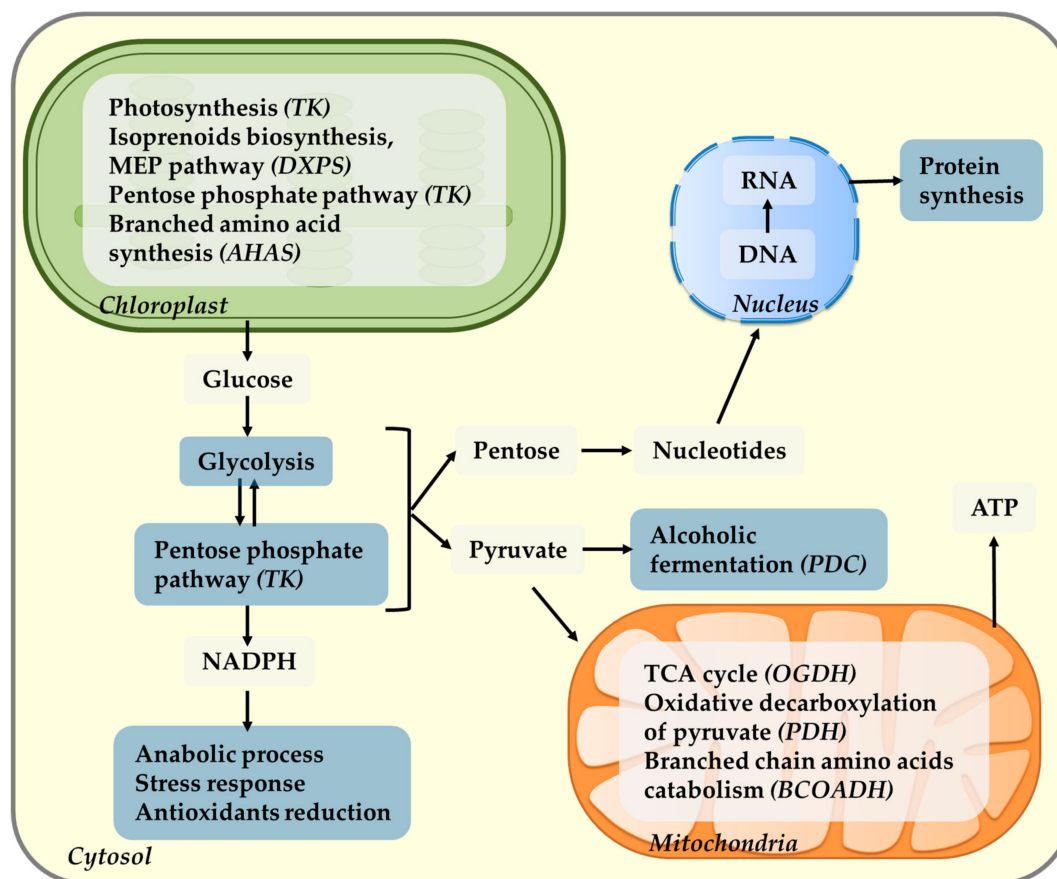 Photosynthesis (TK)
Isoprenoids biosynthesis,
MEP pathway (DXPS)
Pentose phosphate pathway (TK)
Branched amino acid
synthesis (AHAS)
Chloroplast
RNA
DNA
Nucleus
Protein
synthesis
Glucose
Glycolysis
Pentose phosphate
pathway (TK)
NADPH
Anabolic process
Stress response
Antioxidants reduction
Pentose
Nucleotides
Pyruvate
Alcoholic
fermentation (PDC)
ATP
TCA cycle (OGDH)
Oxidative decarboxylation
of pyruvate (PDH)
Branched chain amino acids
catabolism (BCOADH)
Mitochondria
Cytosol